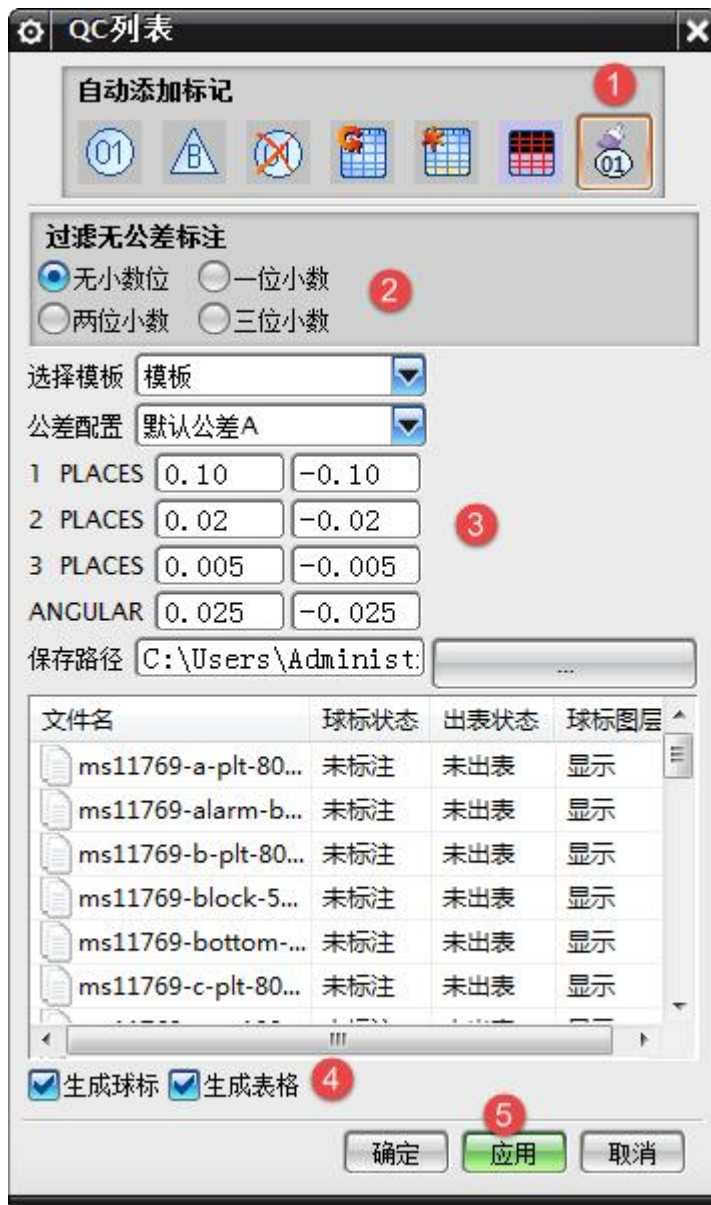 QC列表
自动添加标记
1
01 B 01 01
过滤无公差标注
无小数位 一位小数
2
两位小数 三位小数
选择模板 模板
公差配置 默认公差A
1 PLACES 0.10 -0.10
2 PLACES 0.02 -0.02
3
3 PLACES 0.005 -0.005
ANGULAR 0.025 -0.025
保存路径 C:\Users\Administ ...
文件名 球标状态 出表状态 球标图层
ms11769-a-plt-80... 未标注 未出表 显示
ms11769-alarm-b... 未标注 未出表 显示
ms11769-b-plt-80... 未标注 未出表 显示
ms11769-block-5... 未标注 未出表 显示
ms11769-bottom-... 未标注 未出表 显示
ms11769-c-plt-80... 未标注 未出表 显示
生成球标 生成表格 4
5
确定 应用 取消